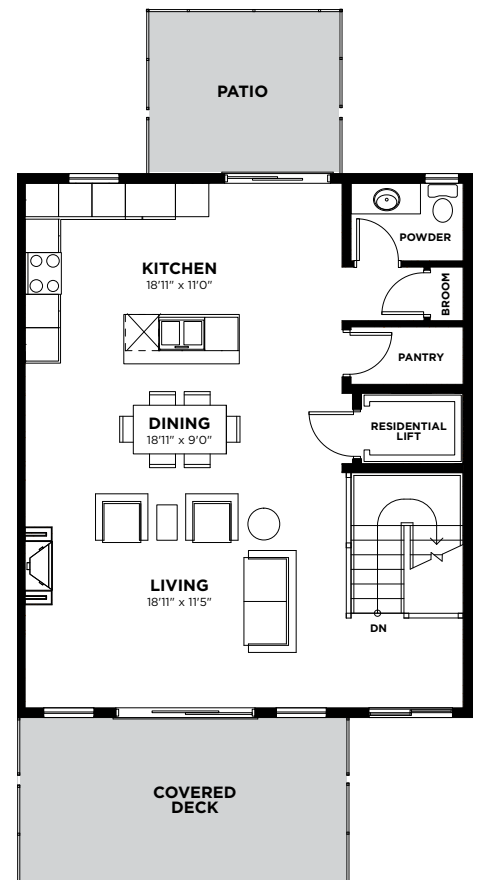 PATIO
POWDER
KITCHEN
18'11" x 11'0"
BROOM
PANTRY
DINING
18'11" x 9'0"
RESIDENTIAL
LIFT
LIVING
18'11" x 11'5"
DN
COVERED
DECK